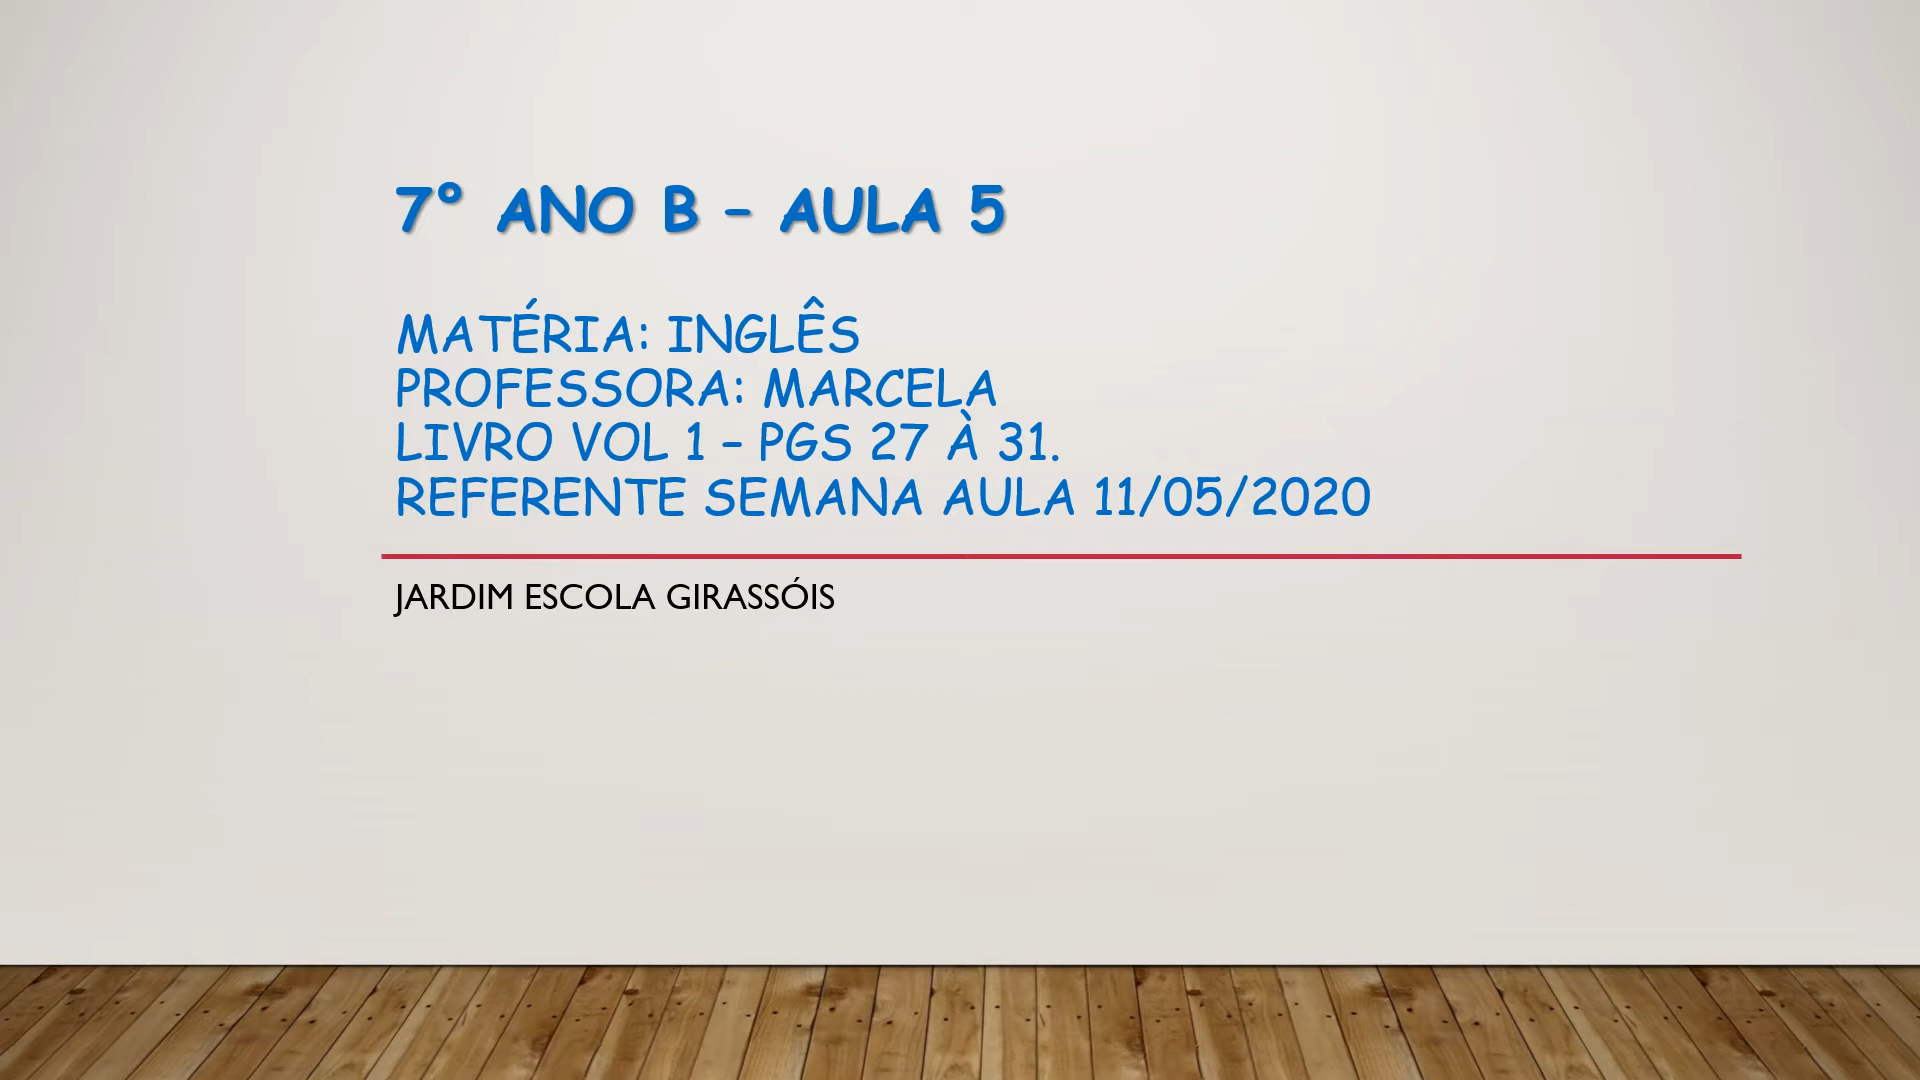 7° ANO B – AULA 5
MATÉRIA: INGLÊS
PROFESSORA: MARCELA
LIVRO VOL 1 – PGS 27 À 31.
REFERENTE SEMANA AULA 11/05/2020
JARDIM ESCOLA GIRASSÓIS